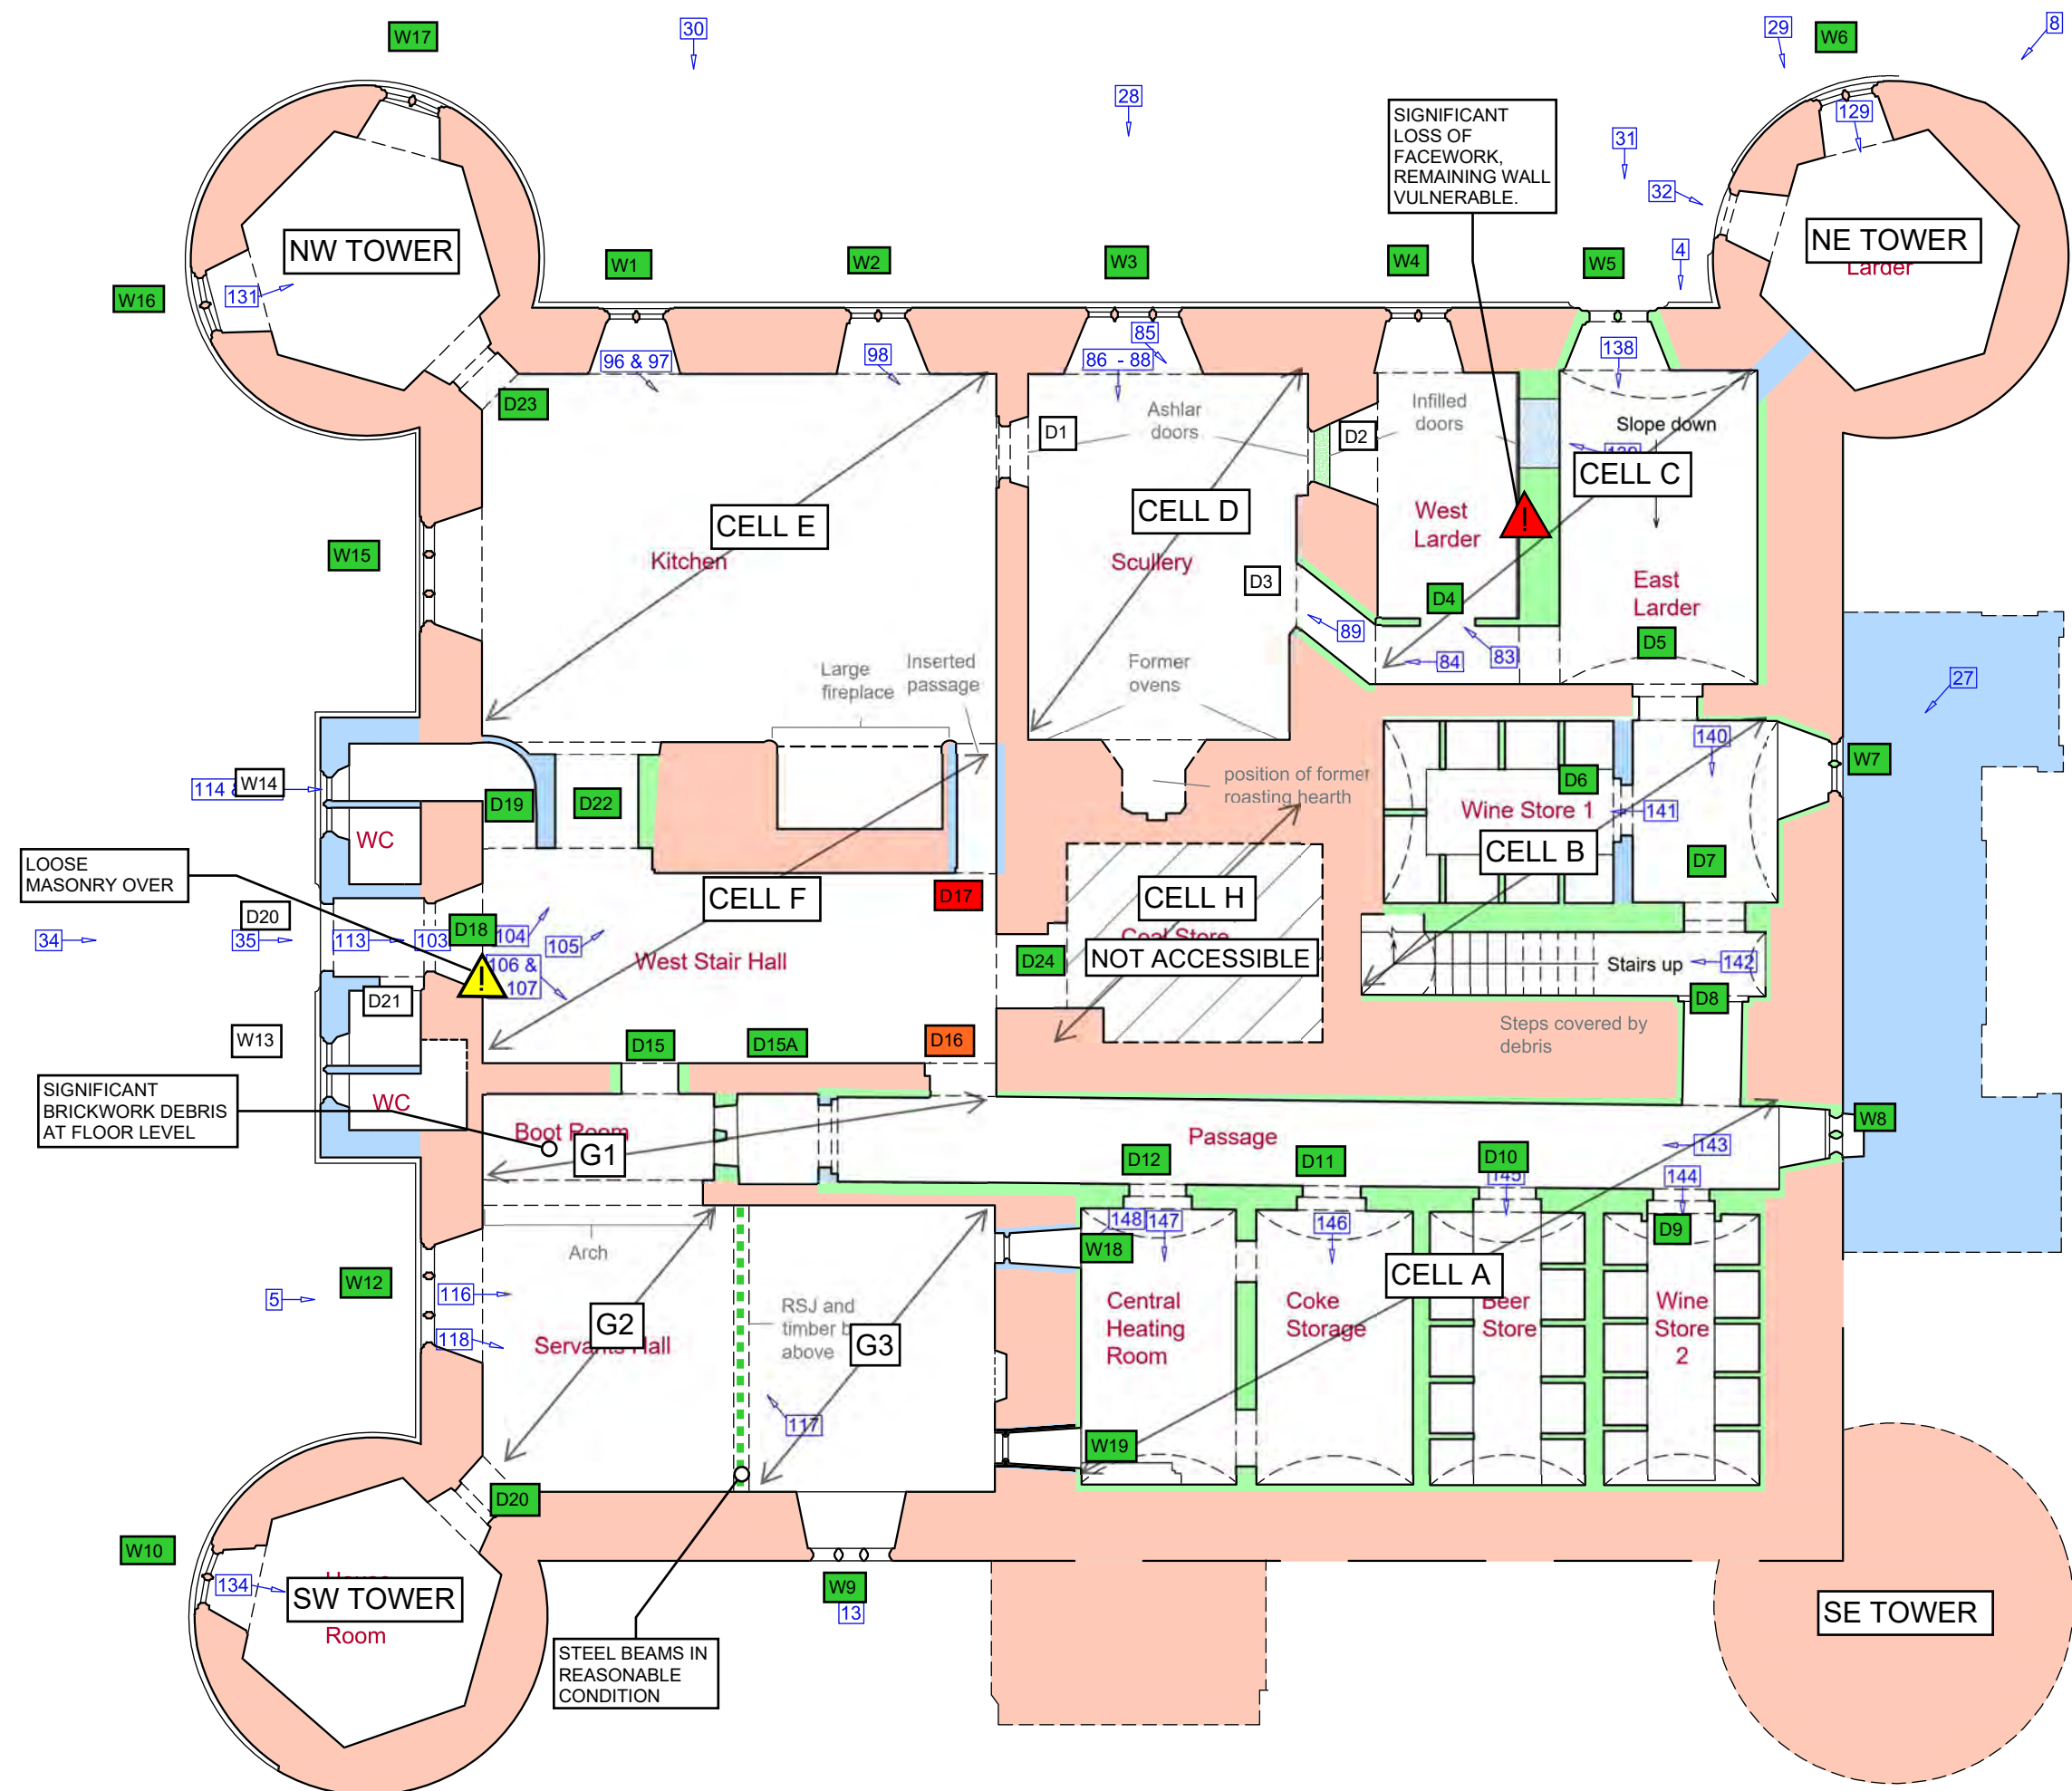 W17
30
29
8
W6
28
SIGNIFICANT
LOSS OF
FACEWORK,
REMAINING WALL
VULNERABLE.
129
31
32
NW TOWER
NE TOWER
Larder
4
W1
W2
W3
W4
W5
W16
131
85
96 & 97
98
86 - 88
138
D23
D1
Ashlar
doors
D2
Infilled
doors
Slope down
CELL C
CELL E
CELL D
West
Larder
W15
Kitchen
Scullery
D3
D4
East
Larder
89
D5
84
83
Large
fireplace
Inserted
passage
Former
ovens
27
140
W7
position of former
roasting hearth
D6
W14
D19
D22
Wine Store 1
141
WC
CELL B
D7
LOOSE
MASONRY OVER
CELL F
D17
CELL H
D20
D18
34
35
113
103
104
105
Coal Store
NOT ACCESSIBLE
West Stair Hall
D24
Stairs up
142
106 &
107
D21
D8
W13
D15
D15A
D16
Steps covered by
debris
SIGNIFICANT
BRICKWORK DEBRIS
AT FLOOR LEVEL
WC
Boot Room
G1
Passage
143
W8
D12
D11
D10
145
144
148
147
146
D9
Arch
W18
W12
116
5
CELL A
RSJ and
timber b
above
G2
G3
118
Servants Hall
Central
Heating
Room
Coke
Storage
Beer
Store
Wine
Store
2
117
W19
D20
W10
134
SW TOWER
Room
W9
13
SE TOWER
STEEL BEAMS IN
REASONABLE
CONDITION